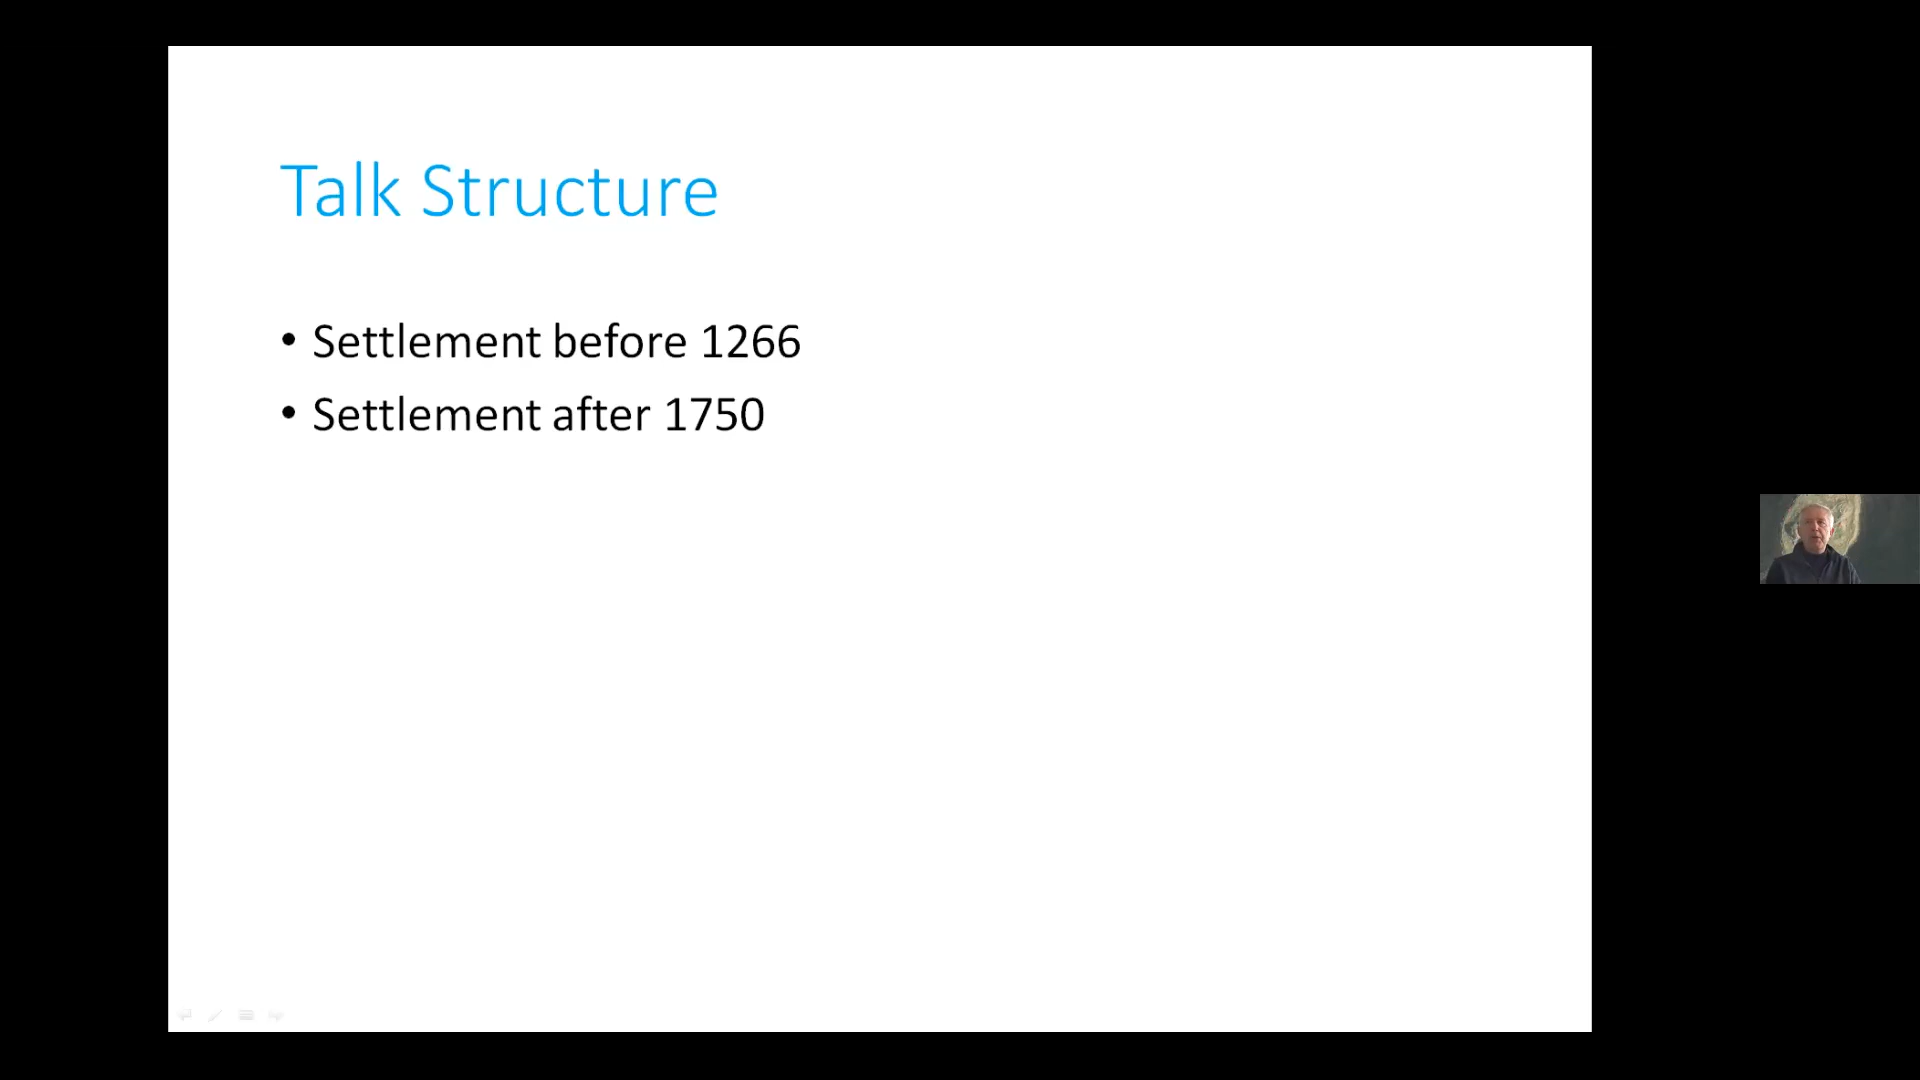 Talk Structure
• Settlement before 1266
• Settlement after 1750